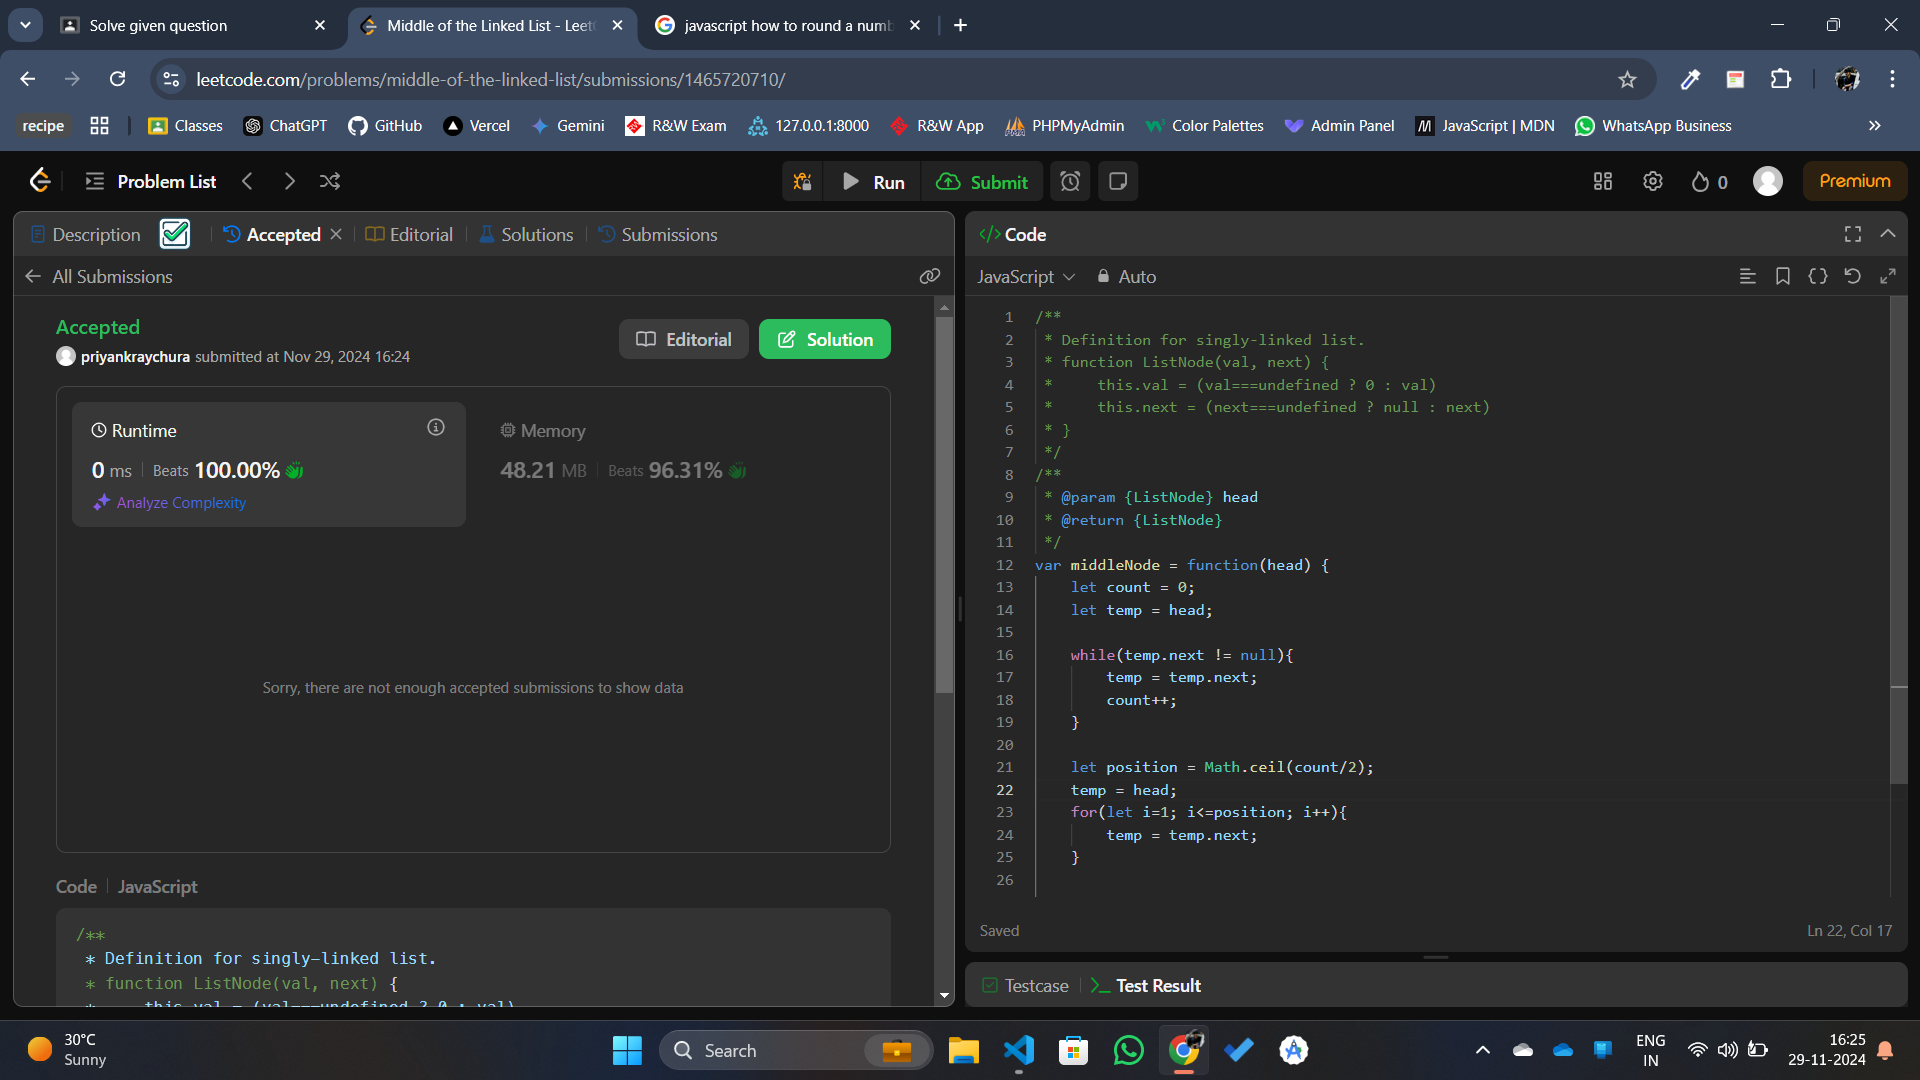 Solve given question
Middle of the Linked List - Leet
javascript how to round a numb
leetcode.com/problems/middle-of-the-linked-list/submissions/1465720710/
recipe
Classes
ChatGPT
GitHub
Vercel
Gemini
R&W Exam
127.0.0.1:8000
R&W App
PHPMyAdmin
Color Palettes
Admin Panel
JavaScript | MDN
WhatsApp Business
Problem List
Run
Submit
0
Premium
Description
Accepted
Editorial
Solutions
Submissions
All Submissions
Accepted
priyankraychura submitted at Nov 29, 2024 16:24
Editorial
Solution
Runtime
0 ms | Beats 100.00%
Analyze Complexity
Memory
48.21 MB | Beats 96.31%
Sorry, there are not enough accepted submissions to show data
Code | JavaScript
/**
* Definition for singly-linked list.
* function ListNode(val, next) {
*     this.val = (val===undefined ? 0 : val)
</> Code
JavaScript
Auto
1 /**
2  * Definition for singly-linked list.
3  * function ListNode(val, next) {
4  *     this.val = (val===undefined ? 0 : val)
5  *     this.next = (next===undefined ? null : next)
6  * }
7  */
8 /**
9  * @param {ListNode} head
10  * @return {ListNode}
11  */
12 var middleNode = function(head) {
13     let count = 0;
14     let temp = head;
15
16     while(temp.next != null){
17         temp = temp.next;
18         count++;
19     }
20
21     let position = Math.ceil(count/2);
22     temp = head;
23     for(let i=1; i<=position; i++){
24         temp = temp.next;
25     }
26
Saved
Ln 22, Col 17
Testcase
Test Result
30°C
Sunny
Search
ENG
IN
16:25
29-11-2024